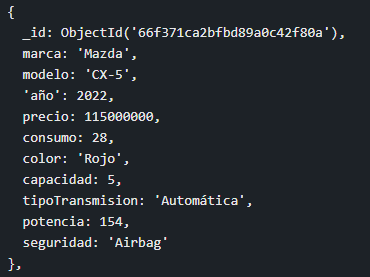 {
_id: ObjectId('66f371ca2bfbd89a0c42f80a'),
marca: 'Mazda',
modelo: 'CX-5',
'año': 2022,
precio: 115000000,
consumo: 28,
color: 'Rojo',
capacidad: 5,
tipoTransmision: 'Automática',
potencia: 154,
seguridad: 'Airbag'
},